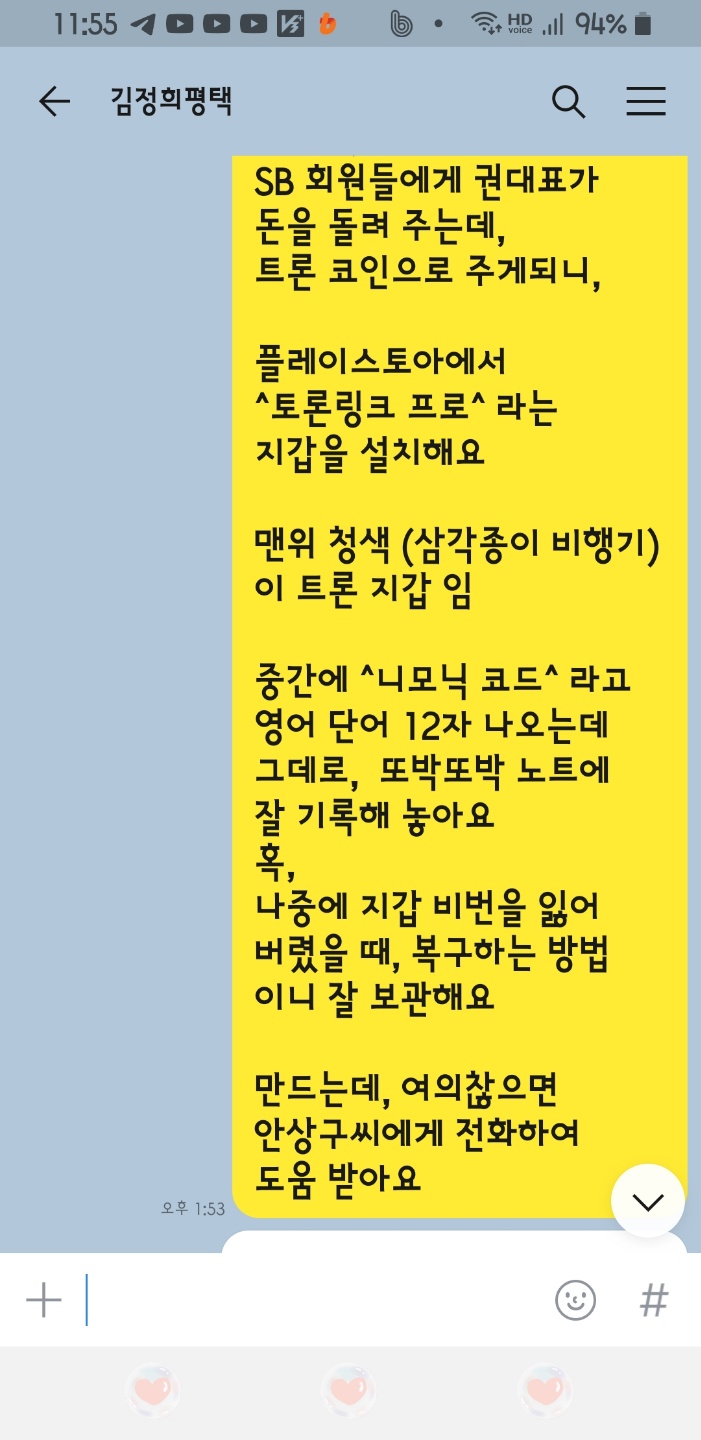 11:55
HD voice
94%
김정희평택
SB 회원들에게 권대표가
돈을 돌려 주는데,
트론 코인으로 주게되니,
플레이스토아에서
^토론링크 프로^ 라는
지갑을 설치해요
맨위 청색 (삼각종이 비행기)
이 트론 지갑 임
중간에 ^니모닉 코드^ 라고
영어 단어 12자 나오는데
그데로, 또박또박 노트에
잘 기록해 놓아요
혹,
나중에 지갑 비번을 잃어
버렸을 때, 복구하는 방법
이니 잘 보관해요
만드는데, 여의찮으면
안상구씨에게 전화하여
도움 받아요
오후 1:53
#